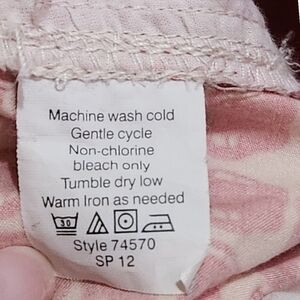 Machine wash cold
Gentle cycle
Non-chlorine
bleach only
Tumble dry low
Warm Iron as needed
30
Style 74570
SP 12